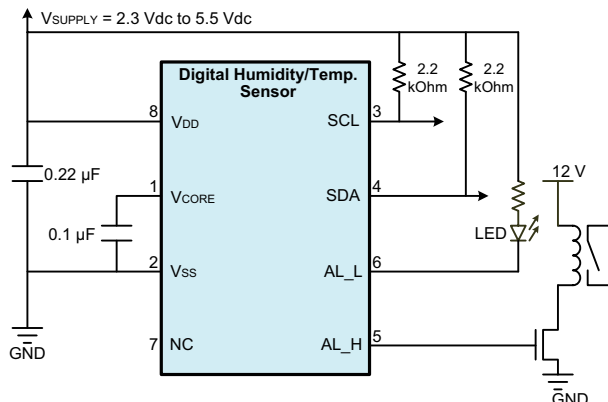 VSUPPLY = 2.3 Vdc to 5.5 Vdc
Digital Humidity/Temp.
Sensor
2.2
kOhm
2.2
kOhm
8
VDD
SCL
3
0.22 µF
1
VCORE
SDA
4
12 V
0.1 µF
LED
2
VSS
AL_L
6
7
NC
AL_H
5
GND
GND